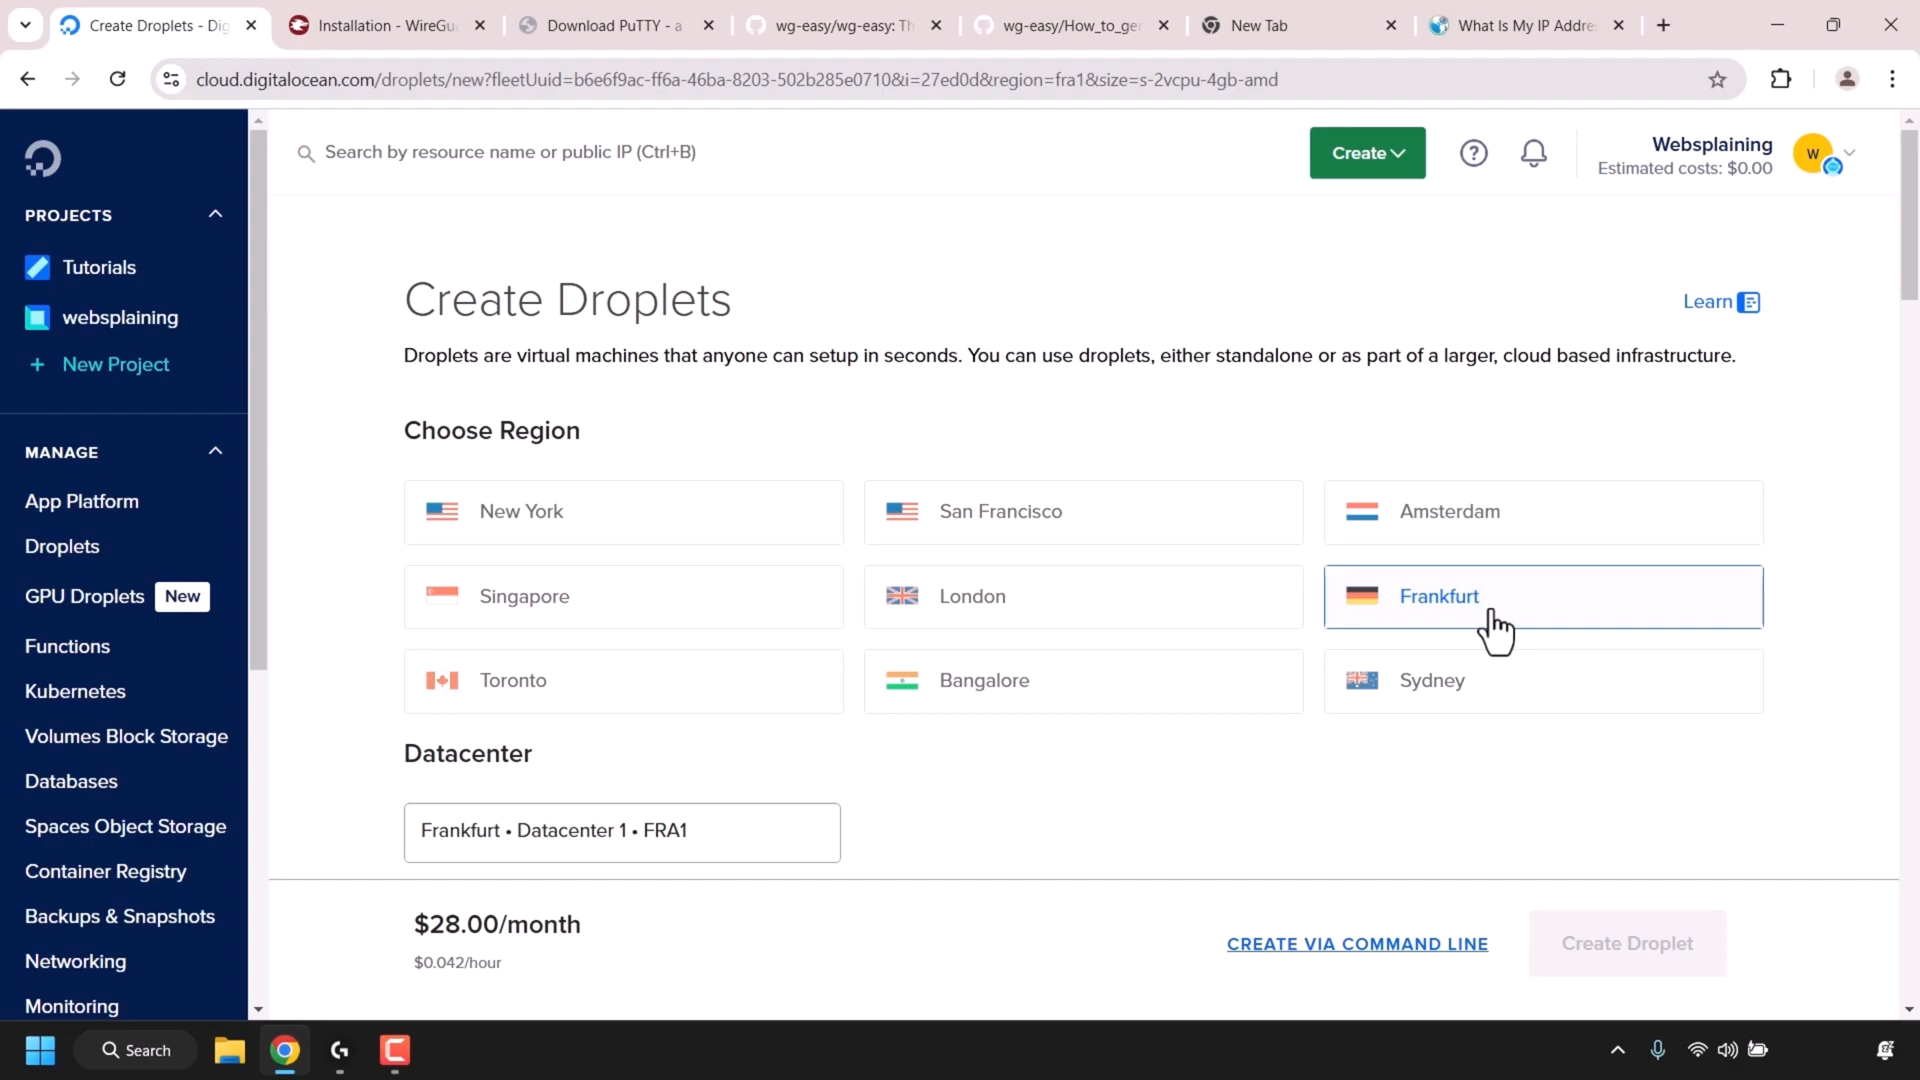 Create Droplets - Dig
Installation - WireGu
Download PuTTY - a
wg-easy/wg-easy: Th
wg-easy/How_to_ger
New Tab
What Is My IP Addre
cloud.digitalocean.com/droplets/new?fleetUuid=b6e6f9ac-ff6a-46ba-8203-502b285e0710&i=27ed0d&region=fra1&size=s-2vcpu-4gb-amd
PROJECTS
Tutorials
websplaining
+ New Project
MANAGE
App Platform
Droplets
GPU Droplets New
Functions
Kubernetes
Volumes Block Storage
Databases
Spaces Object Storage
Container Registry
Backups & Snapshots
Networking
Monitoring
Search by resource name or public IP (Ctrl+B)
Create
Websplaining
Estimated costs: $0.00
W
Create Droplets
Learn
Droplets are virtual machines that anyone can setup in seconds. You can use droplets, either standalone or as part of a larger, cloud based infrastructure.
Choose Region
New York
San Francisco
Amsterdam
Singapore
London
Frankfurt
Toronto
Bangalore
Sydney
Datacenter
Frankfurt • Datacenter 1 • FRA1
$28.00/month
$0.042/hour
CREATE VIA COMMAND LINE
Create Droplet
Search